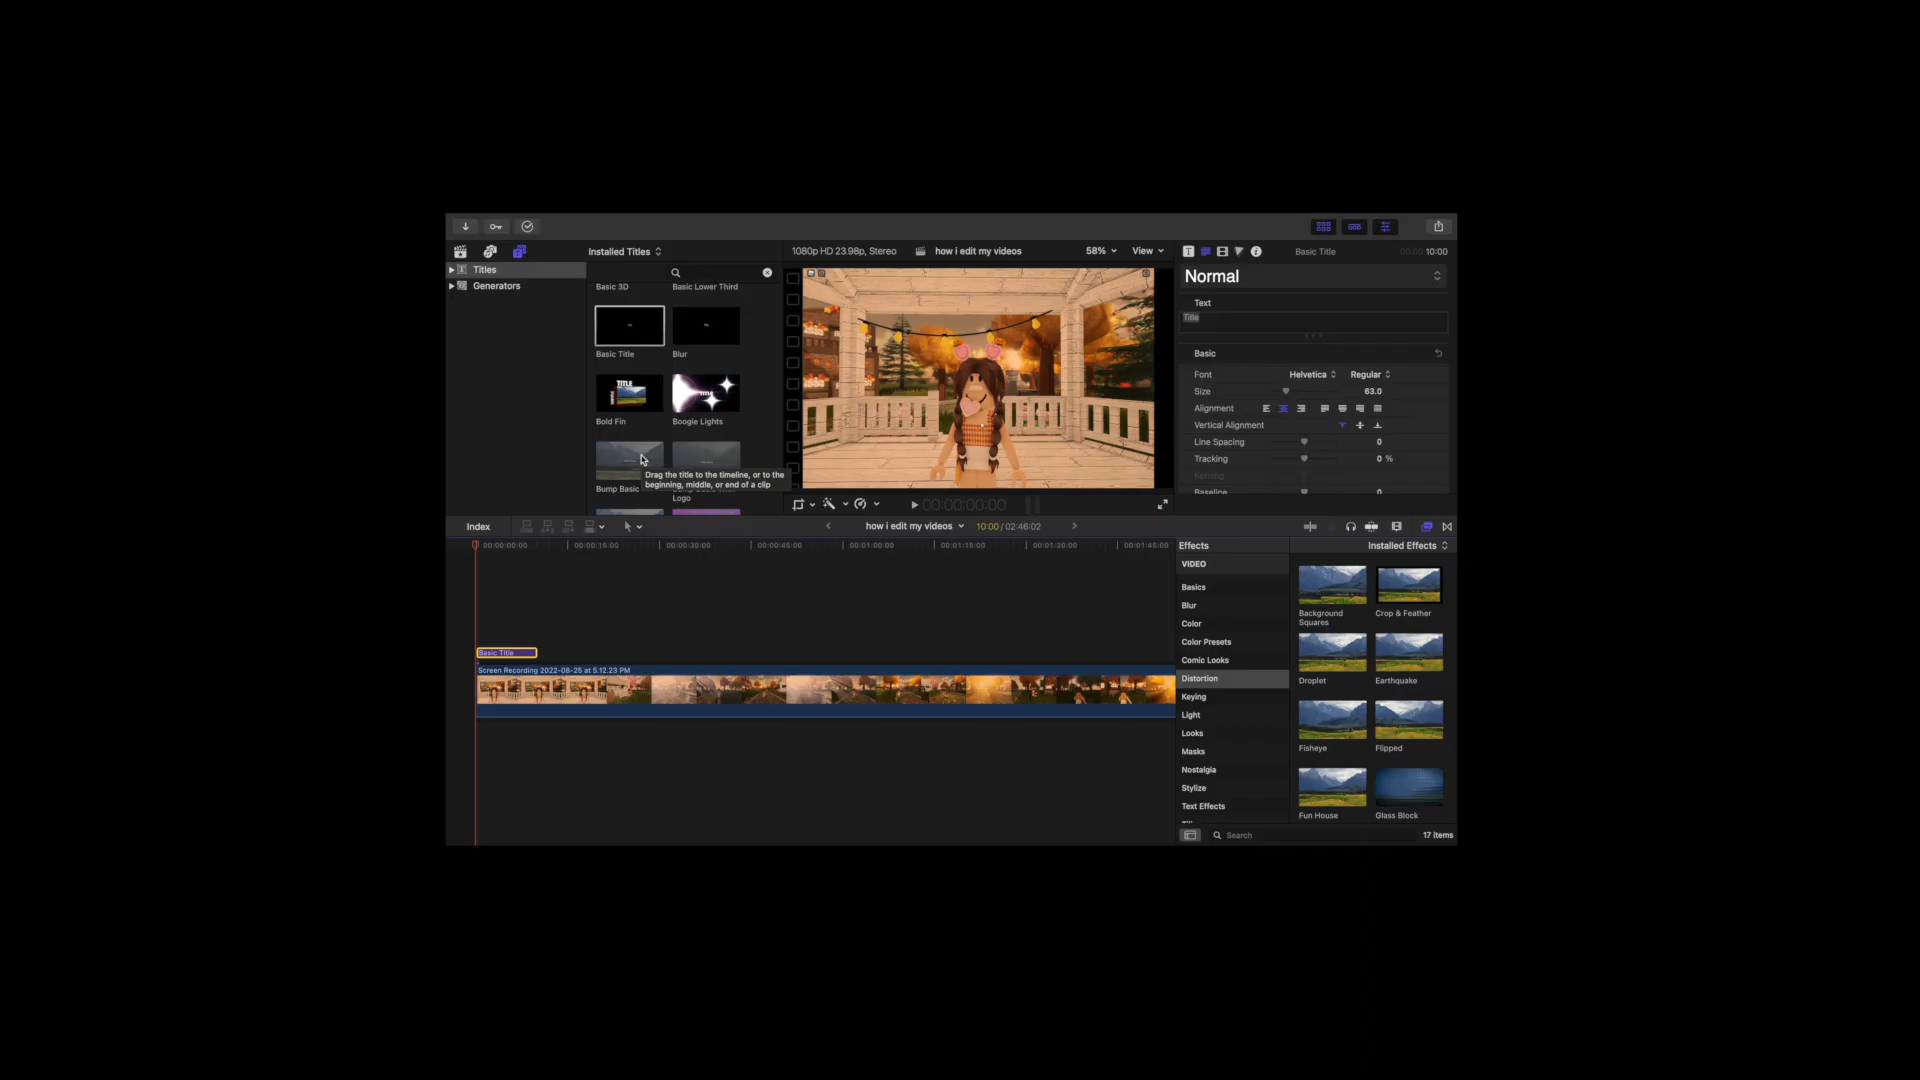 Installed Titles
1080p HD 23.98p, Stereo
how i edit my videos
58%
View
Basic Title
10:00
Titles
Generators
Basic 3D
Basic Lower Third
Basic Title
Blur
TITLE
Bold Fin
Boogie Lights
Bump Basic
Drag the title to the timeline, or to the
beginning, middle, or end of a clip
Logo
Normal
Text
Title
Basic
Font
Helvetica
Regular
Size
63.0
Alignment
Vertical Alignment
Line Spacing
0
Tracking
0 %
Kerning
Baseline
0
00:00:00:00
Index
how i edit my videos
10:00 / 02:46:02
00:00:00:00
00:00:15:00
00:00:30:00
00:00:45:00
00:01:00:00
00:01:15:00
00:01:30:00
00:01:45:00
Basic Title
Screen Recording 2022-08-25 at 5.12.23 PM
Effects
Installed Effects
VIDEO
Basics
Blur
Color
Color Presets
Comic Looks
Distortion
Keying
Light
Looks
Masks
Nostalgia
Stylize
Text Effects
Background
Squares
Crop & Feather
Droplet
Earthquake
Fisheye
Flipped
Fun House
Glass Block
Search
17 items